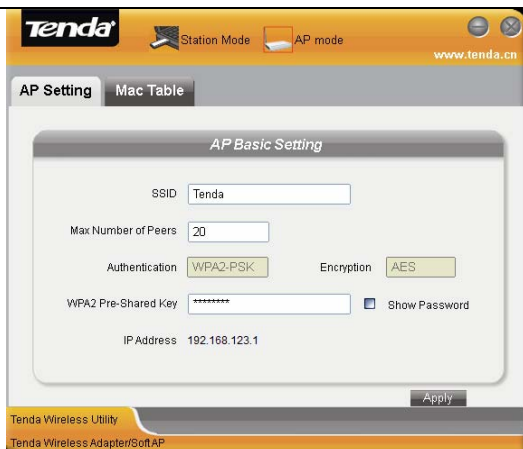 Tenda
Station Mode AP mode
www.tenda.cn
AP Setting Mac Table
AP Basic Setting
SSID Tenda
Max Number of Peers 20
Authentication WPA2-PSK Encryption AES
WPA2 Pre-Shared Key ******** Show Password
IP Address 192.168.123.1
Apply
Tenda Wireless Utility
Tenda Wireless Adapter/SoftAP